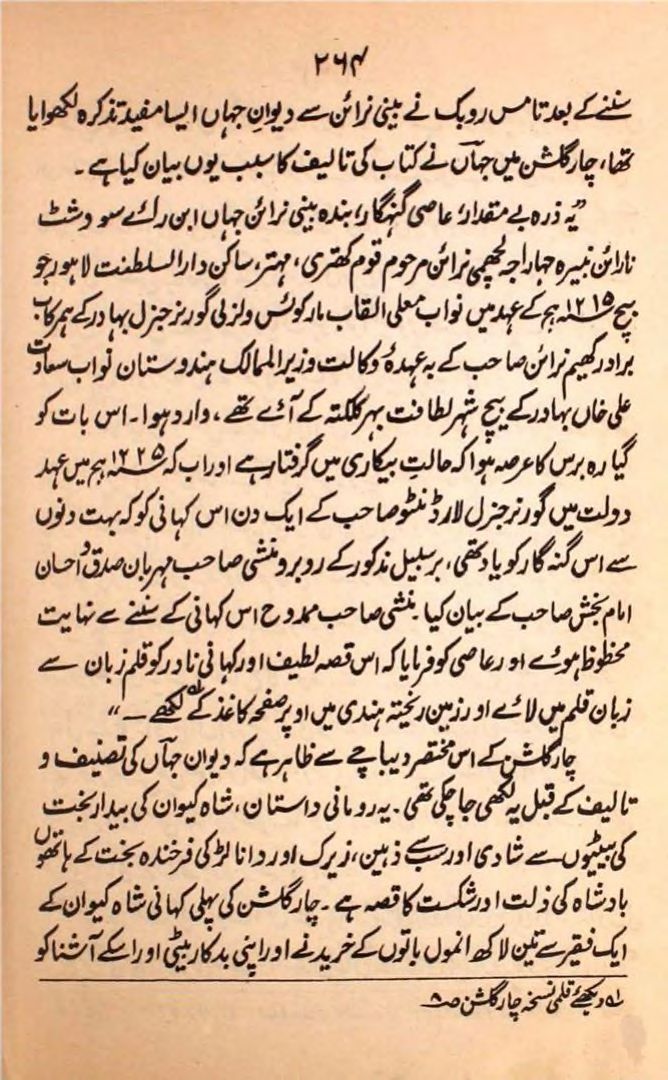 ۲۶۴
سننے کے بعد تامس روبک نے بینی نرائن سے دیوانِ جہاں ایسا مفید تذکرہ لکھوایا
تھا، چار گلشن میں جہاںؔ نے کتاب کی تالیف کا سبب یوں بیان کیا ہے۔
”یہ ذرہ بے مقدار، عاصی گنہگار، بندہ بینی نرائن جہاں ابن رائے سودشٹ
نارائن نبیرہ مہاراجہ لچھمی نرائن مرحوم قوم کھتری، مہتر، ساکن دار السلطنت لاہور جو
بیچ ۱۲۱۵ ہجری کے عہد میں نواب معلی القاب مارکوئس ولزلی گورنر جنرل بہادر کے ہمرکاب
برادر کھیم نرائن صاحب کے بہ عہدۂ وکالت وزیر الممالک ہندوستان نواب سعادت
علی خاں بہادر کے بیچ شہر لطافت بہر کلکتہ کے آئے تھے، وارد ہوا۔ اس بات کو
گیارہ برس کا عرصہ ہوا کہ حالتِ بیکاری میں گرفتار ہے اور اب کہ ۱۲۲۵ ہجر میں عہد
دولت میں گورنر جنرل لارڈ منٹو صاحب کے ایک دن اس کہانی کو کہ بہت دنوں
سے اس گنہ گار کو یاد تھی، بر سبیل مذکور کے روبرو منشی صاحب مہربان صدق و احسان
امام بخش صاحب کے بیان کیا۔ منشی صاحب ممدوح اس کہانی کے سننے سے نہایت
محظوظ ہوئے اور عاصی کو فرمایا کہ اس قصہ لطیف اور کہانی نادر کو قلم زبان سے
زبان قلم میں لائے اور زمین ریختہ ہندی میں اوپر صفحہ کاغذ کے لکھے ۔“ لہ
چار گلشن کے اس مختصر دیباچے سے ظاہر ہے کہ دیوان جہاںؔ کی تصنیف و
تالیف کے قبل یہ لکھی جا چکی تھی۔ یہ رومانی داستان، شاہ کیوان کی بیدار بخت
کی بیٹیوں سے شادی اور سب سے ذہین، زیرک اور دانا لڑکی فرخندہ بخت کے ہاتھوں
بادشاہ کی ذلت اور شکست کا قصہ ہے۔ چار گلشن کی پہلی کہانی شاہ کیوان کے
ایک فقیر سے تین لاکھ انمول باتوں کے خریدنے اور اپنی بدکار بیٹی اور اسکے آشنا کو
لہ دیکھئے قلمی نسخہ چار گلشن ص۸